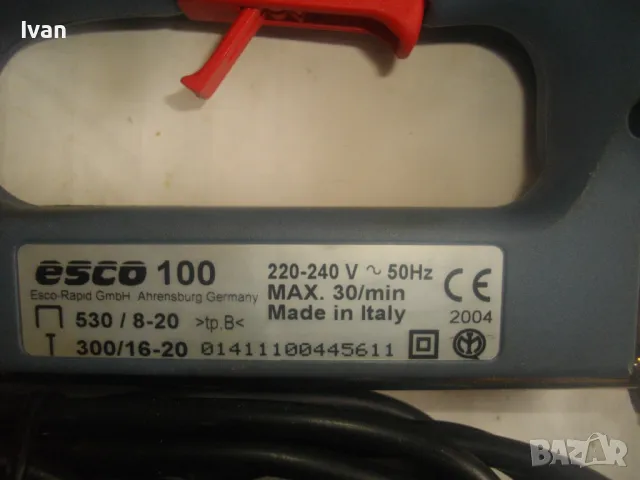 Ivan
esco 100
Esco-Rapid GmbH Ahrensburg Germany
530 / 8-20 >tp.B<
300/16-20 01411100445611
220-240 V ~ 50Hz
MAX. 30/min
Made in Italy
CE
2004
BAZAR